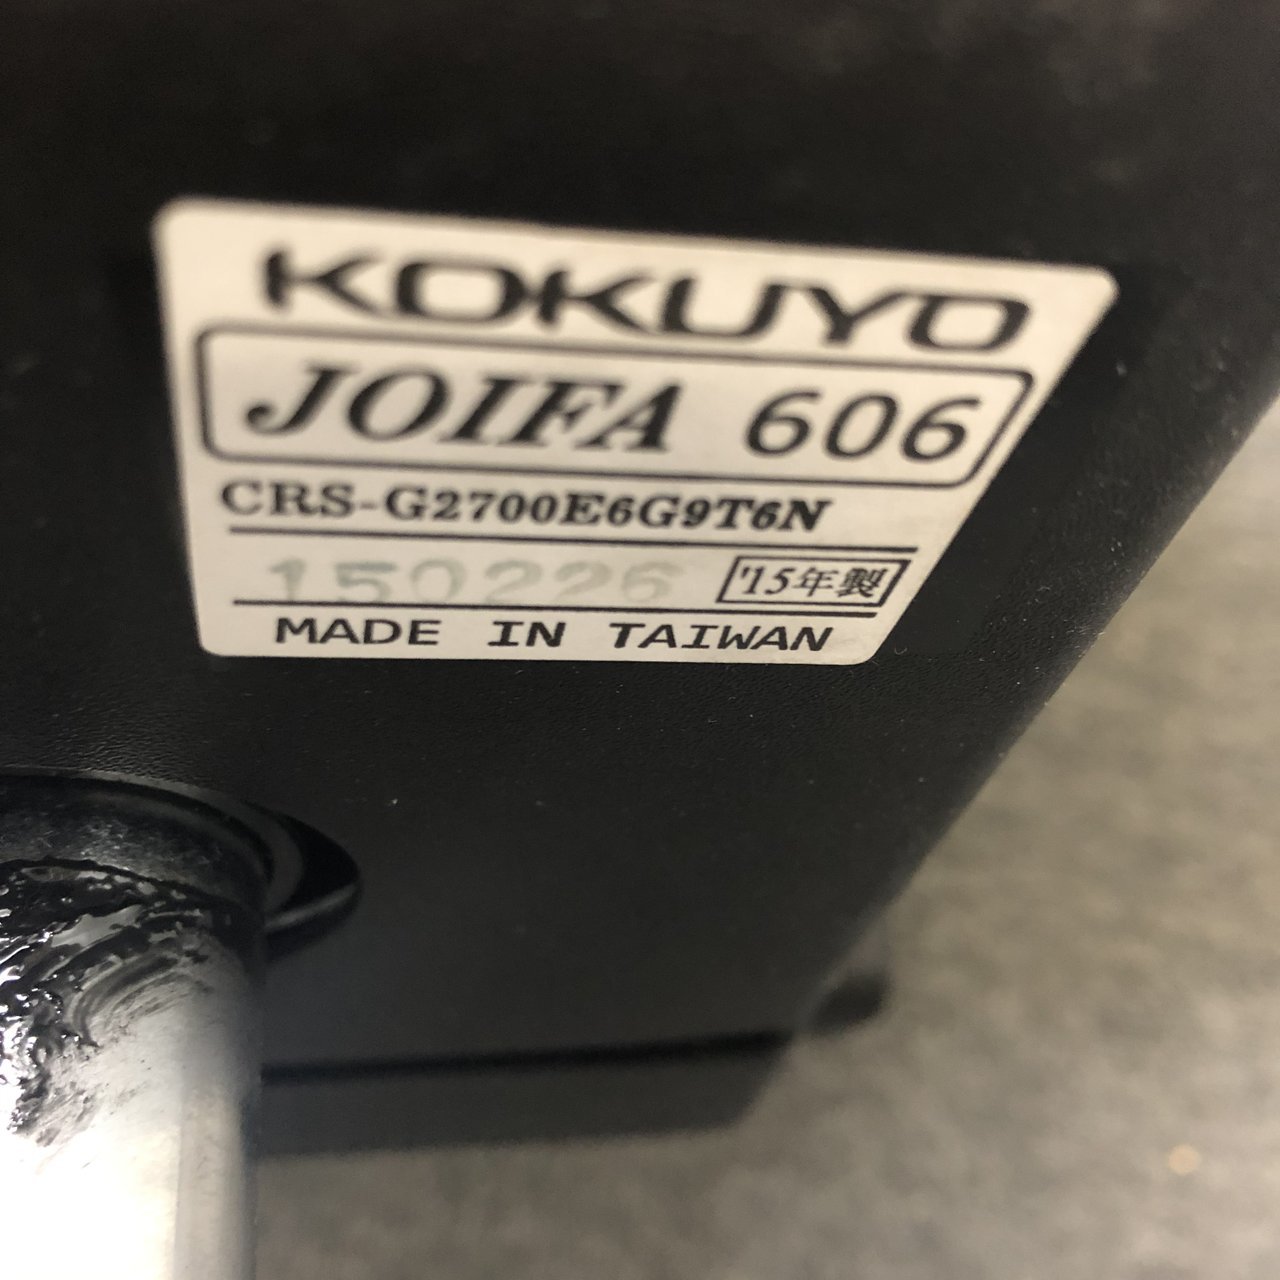 KOKUYO
JOIFA 606
CRS-G2700E6G9T6N
150226 '15年製
MADE IN TAIWAN